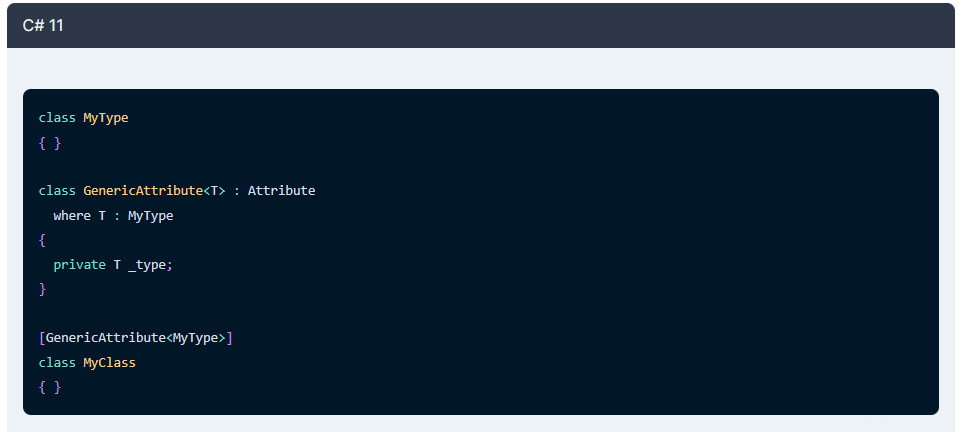 C# 11
class MyType
{ }
class GenericAttribute<T> : Attribute
where T : MyType
{
private T _type;
}
[GenericAttribute<MyType>]
class MyClass
{ }